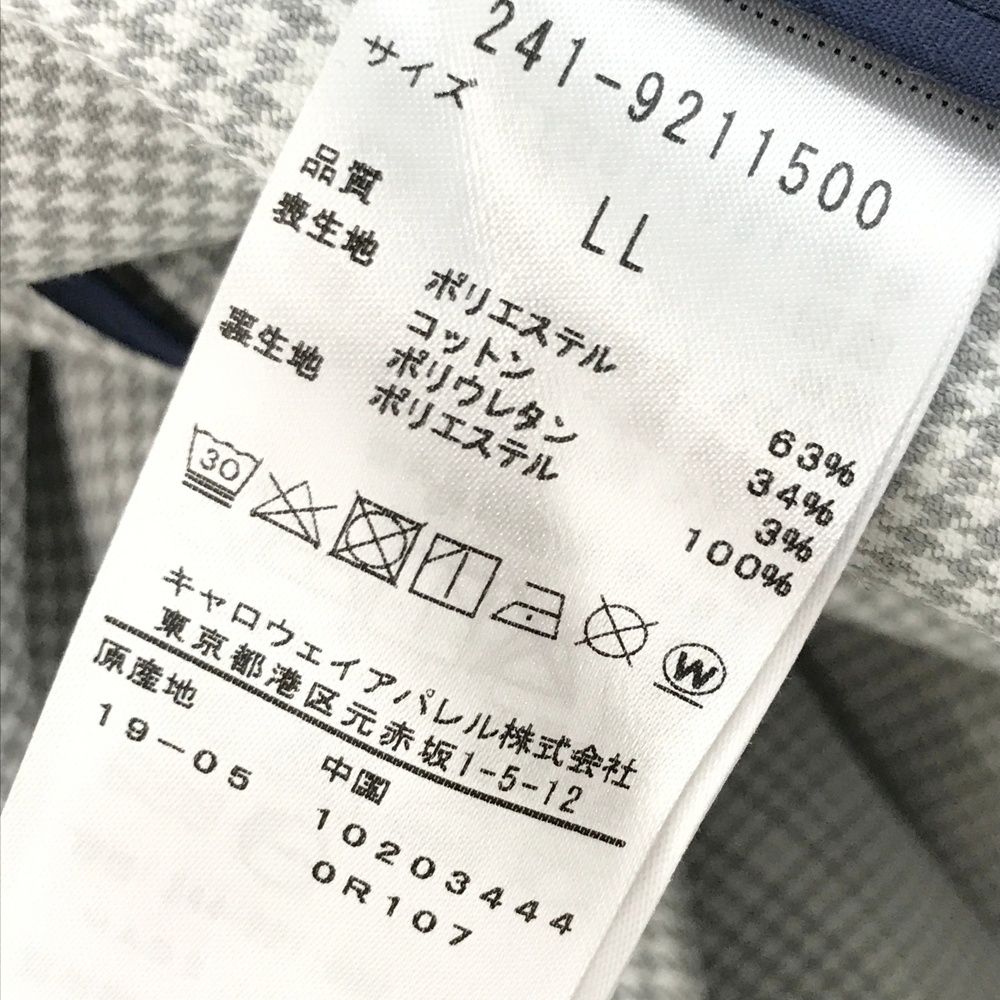 241-9211500
サイズ
LL
品質
表生地
ポリエステル 63%
コットン 34%
ポリウレタン 3%
裏生地 ポリエステル 100%
30
W
キャロウェイアパレル株式会社
東京都港区元赤坂1-5-12
原産地 中国
19-05 10203444
0R107